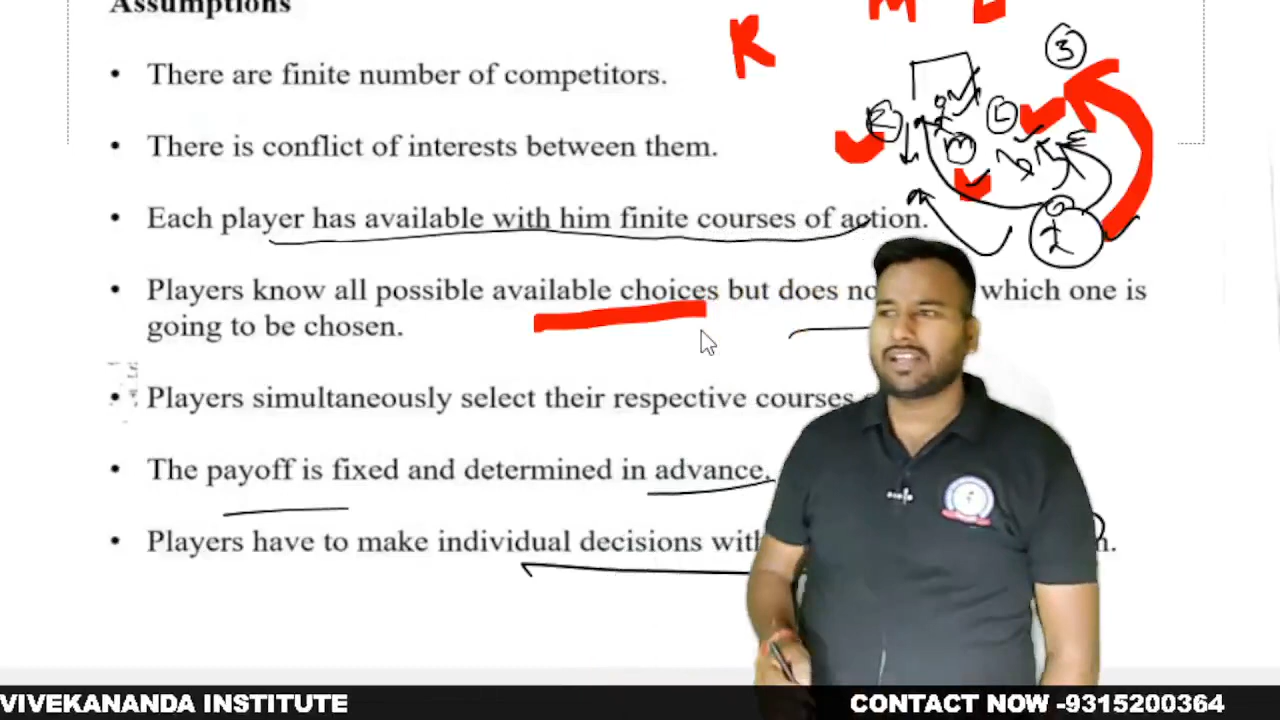 Assumptions
K M L
3
• There are finite number of competitors.
• There is conflict of interests between them.
• Each player has available with him finite courses of action.
• Players know all possible available choices but does no which one is
going to be chosen.
• Players simultaneously select their respective courses
• The payoff is fixed and determined in advance.
• Players have to make individual decisions with
VIVEKANANDA INSTITUTE
CONTACT NOW -9315200364